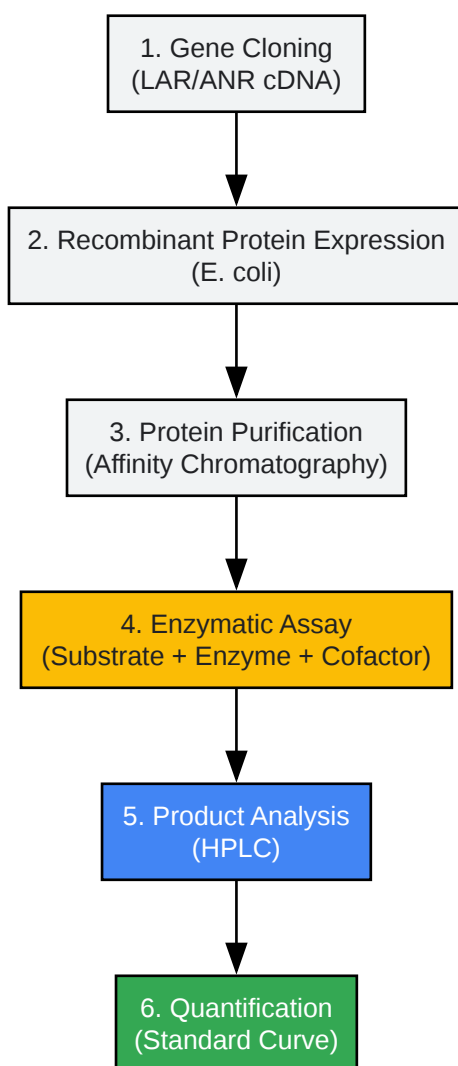 1. Gene Cloning
(LAR/ANR cDNA)
2. Recombinant Protein Expression
(E. coli)
3. Protein Purification
(Affinity Chromatography)
4. Enzymatic Assay
(Substrate + Enzyme + Cofactor)
5. Product Analysis
(HPLC)
6. Quantification
(Standard Curve)